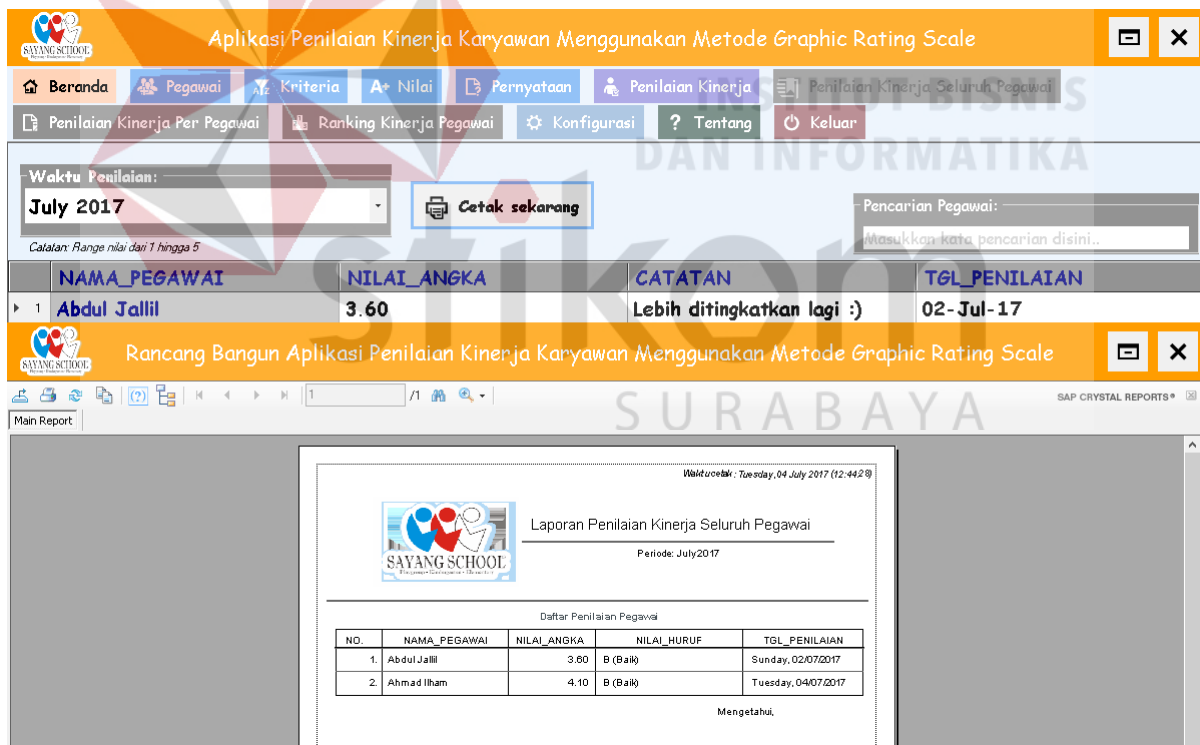 SAYANG SCHOOL
Aplikasi Penilaian Kinerja Karyawan Menggunakan Metode Graphic Rating Scale
Beranda Pegawai Kriteria A+ Nilai Pernyataan Penilaian Kinerja Penilaian Kinerja Seluruh Pegawai
INSTITUT BISNIS
Penilaian Kinerja Per Pegawai Ranking Kinerja Pegawai Konfigurasi ? Tentang Keluar
DAN INFORMATIKA
Waktu Penilaian:
July 2017
Cetak sekarang
Pencarian Pegawai:
Masukkan kata pencarian disini..
Catatan: Range nilai dari 1 hingga 5
stikom
NAMA_PEGAWAI NILAI_ANGKA CATATAN TGL_PENILAIAN
1 Abdul Jallil 3.60 Lebih ditingkatkan lagi :) 02-Jul-17
SAYANG SCHOOL
Rancang Bangun Aplikasi Penilaian Kinerja Karyawan Menggunakan Metode Graphic Rating Scale
1 /1
SAP CRYSTAL REPORTS®
SURABAYA
Main Report
Waktu cetak : Tuesday, 04 July 2017 (12:44:28)
SAYANG SCHOOL
Laporan Penilaian Kinerja Seluruh Pegawai
Periode: July2017
Daftar Penilaian Pegawai
NO. NAMA_PEGAWAI NILAI_ANGKA NILAI_HURUF TGL_PENILAIAN
1. Abdul Jallil 3.60 B (Baik) Sunday, 02/07/2017
2. Ahmad Ilham 4.10 B (Baik) Tuesday, 04/07/2017
Mengetahui,